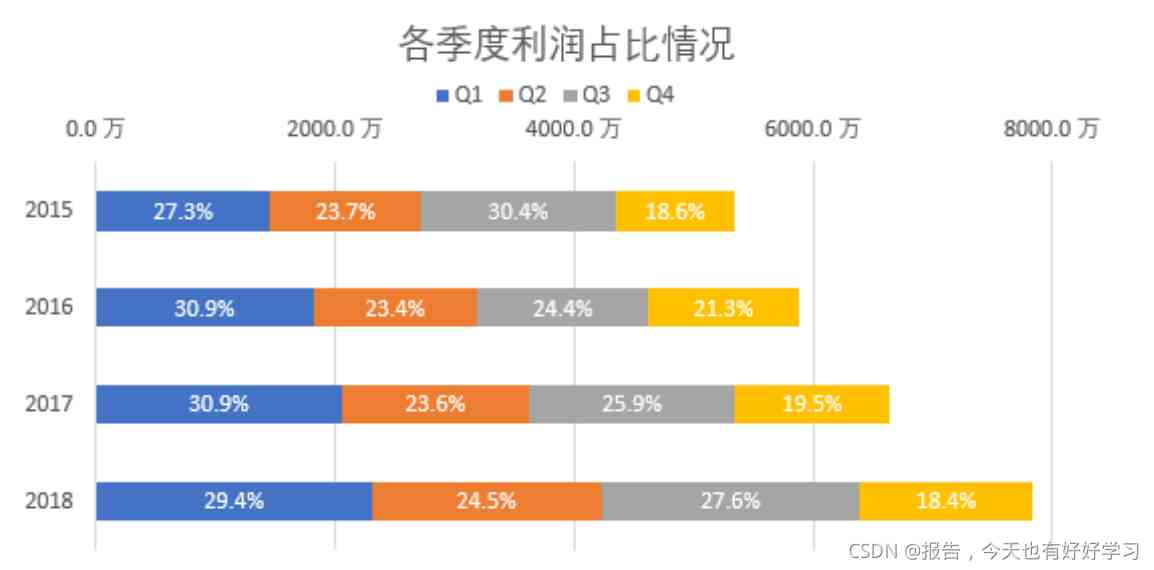 各季度利润占比情况
Q1 Q2 Q3 Q4
0.0 万 2000.0 万 4000.0 万 6000.0 万 8000.0 万
2015 27.3% 23.7% 30.4% 18.6%
2016 30.9% 23.4% 24.4% 21.3%
2017 30.9% 23.6% 25.9% 19.5%
2018 29.4% 24.5% 27.6% 18.4%
CSDN @报告，今天也有好好学习